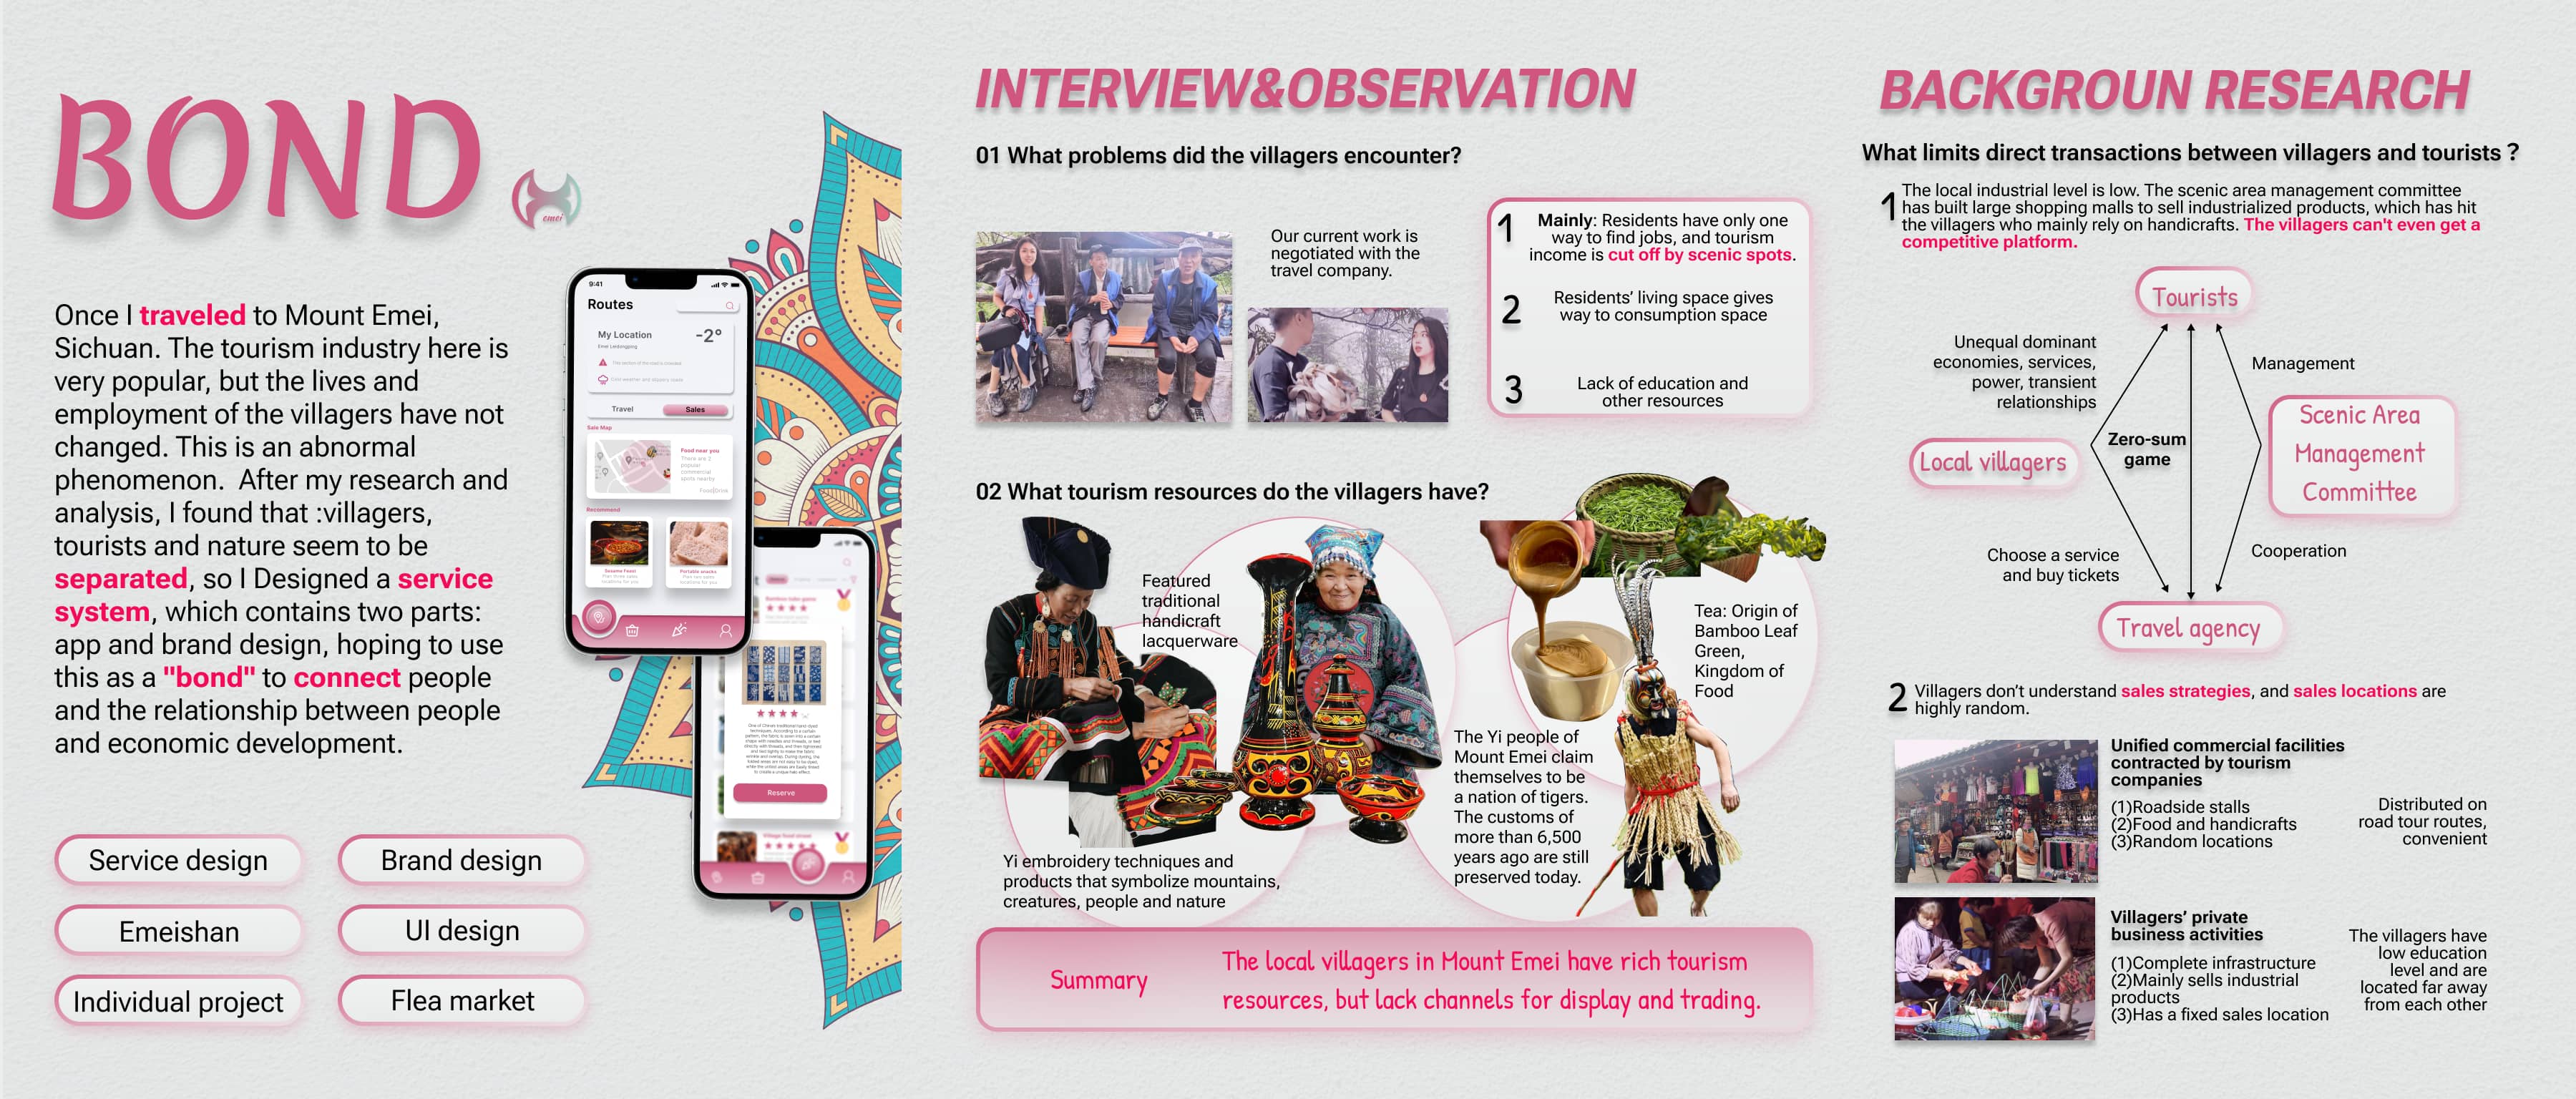 BOND
emei
Once I traveled to Mount Emei,
Sichuan. The tourism industry here is
very popular, but the lives and
employment of the villagers have not
changed. This is an abnormal
phenomenon.  After my research and
analysis, I found that :villagers,
tourists and nature seem to be
separated, so I Designed a service
system, which contains two parts:
app and brand design, hoping to use
this as a "bond" to connect people
and the relationship between people
and economic development.
Service design
Brand design
Emeishan
UI design
Individual project
Flea market
9:41
Routes
My Location
-2°
Travel
Sales
Sale Map
Food near you
There are 3
popular
commercial
spots nearby
Food|Drink
Recommend
Portable snacks
Reserve
INTERVIEW&OBSERVATION
01 What problems did the villagers encounter?
Our current work is
negotiated with the
travel company.
1
Mainly: Residents have only one
way to find jobs, and tourism
income is cut off by scenic spots.
2
Residents’ living space gives
way to consumption space
3
Lack of education and
other resources
02 What tourism resources do the villagers have?
Featured
traditional
handicraft
lacquerware
Yi embroidery techniques and
products that symbolize mountains,
creatures, people and nature
Tea: Origin of
Bamboo Leaf
Green,
Kingdom of
Food
The Yi people of
Mount Emei claim
themselves to be
a nation of tigers.
The customs of
more than 6,500
years ago are still
preserved today.
Summary
The local villagers in Mount Emei have rich tourism
resources, but lack channels for display and trading.
BACKGROUN RESEARCH
What limits direct transactions between villagers and tourists ?
1
The local industrial level is low. The scenic area management committee
has built large shopping malls to sell industrialized products, which has hit
the villagers who mainly rely on handicrafts. The villagers can't even get a
competitive platform.
Tourists
Unequal dominant
economies, services,
power, transient
relationships
Management
Local villagers
Zero-sum
game
Scenic Area
Management
Committee
Choose a service
and buy tickets
Cooperation
Travel agency
2
Villagers don’t understand sales strategies, and sales locations are
highly random.
Unified commercial facilities
contracted by tourism
companies
(1)Roadside stalls
(2)Food and handicrafts
(3)Random locations
Distributed on
road tour routes,
convenient
Villagers’ private
business activities
(1)Complete infrastructure
(2)Mainly sells industrial
products
(3)Has a fixed sales location
The villagers have
low education
level and are
located far away
from each other